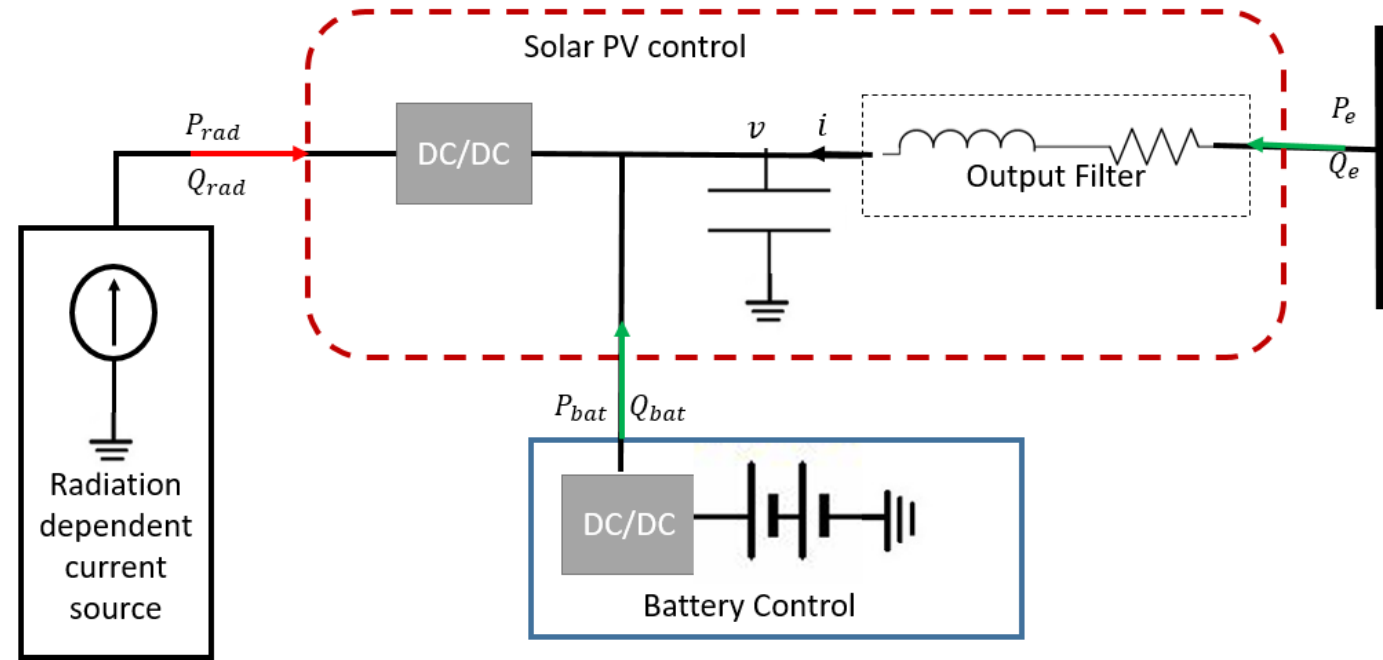 Solar PV control
P_rad
Q_rad
DC/DC
v
i
Output Filter
P_e
Q_e
P_bat
Q_bat
DC/DC
Battery Control
Radiation
dependent
current
source